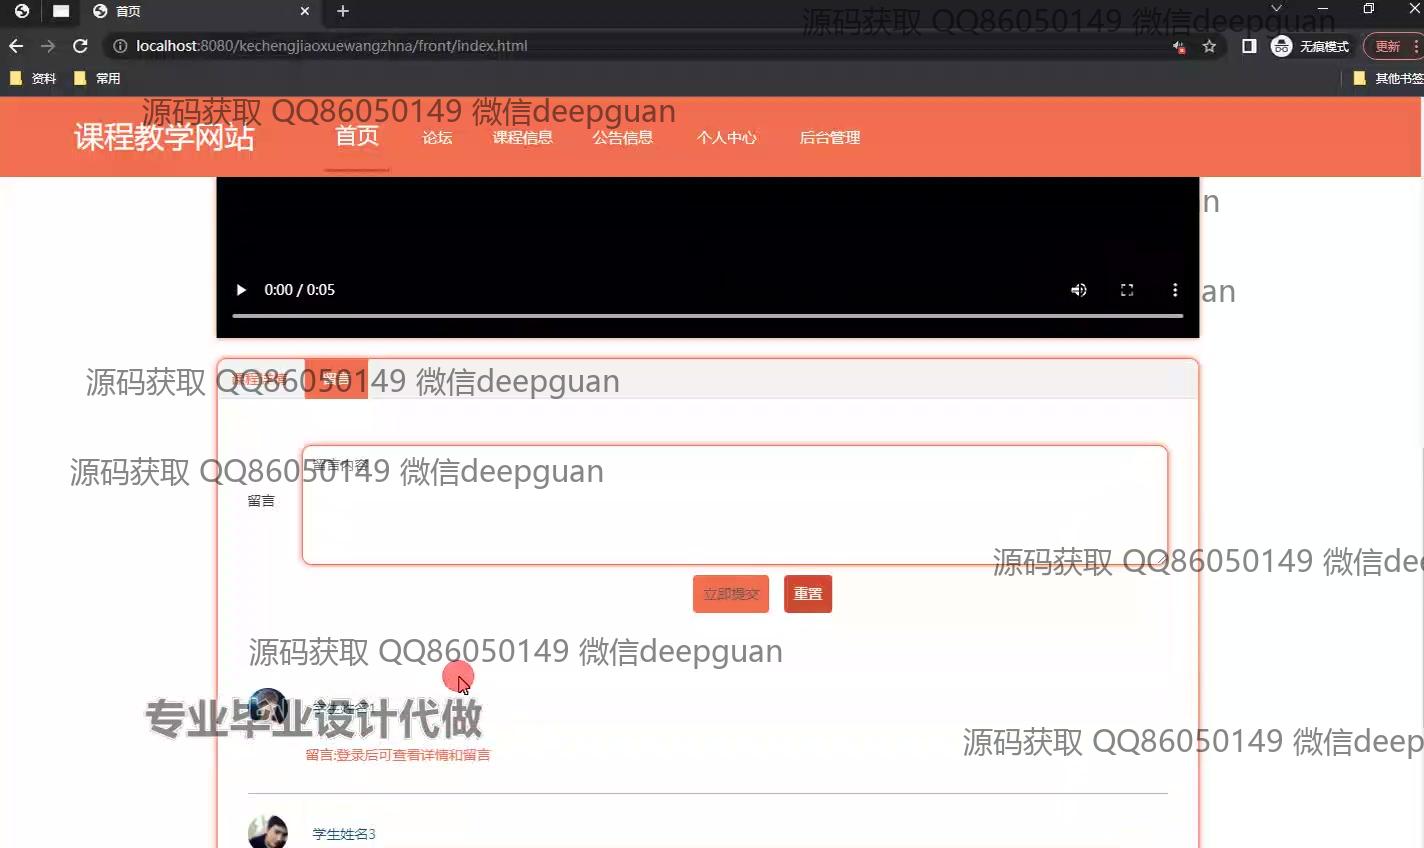 首页
源码获取 QQ86050149 微信deepguan
localhost:8080/kechengjiaoxuewangzhna/front/index.html
无痕模式
更新
资料
常用
其他书签
源码获取 QQ86050149 微信deepguan
课程教学网站
首页
论坛
课程信息
公告信息
个人中心
后台管理
an
an
0:00 / 0:05
课程详情
留言
源码获取 QQ86050149 微信deepguan
留言内容
源码获取 QQ86050149 微信deepguan
留言
源码获取 QQ86050149 微信dee
立即提交
重置
源码获取 QQ86050149 微信deepguan
学生姓名1
专业毕业设计代做
源码获取 QQ86050149 微信deep
留言:登录后可查看详情和留言
学生姓名3